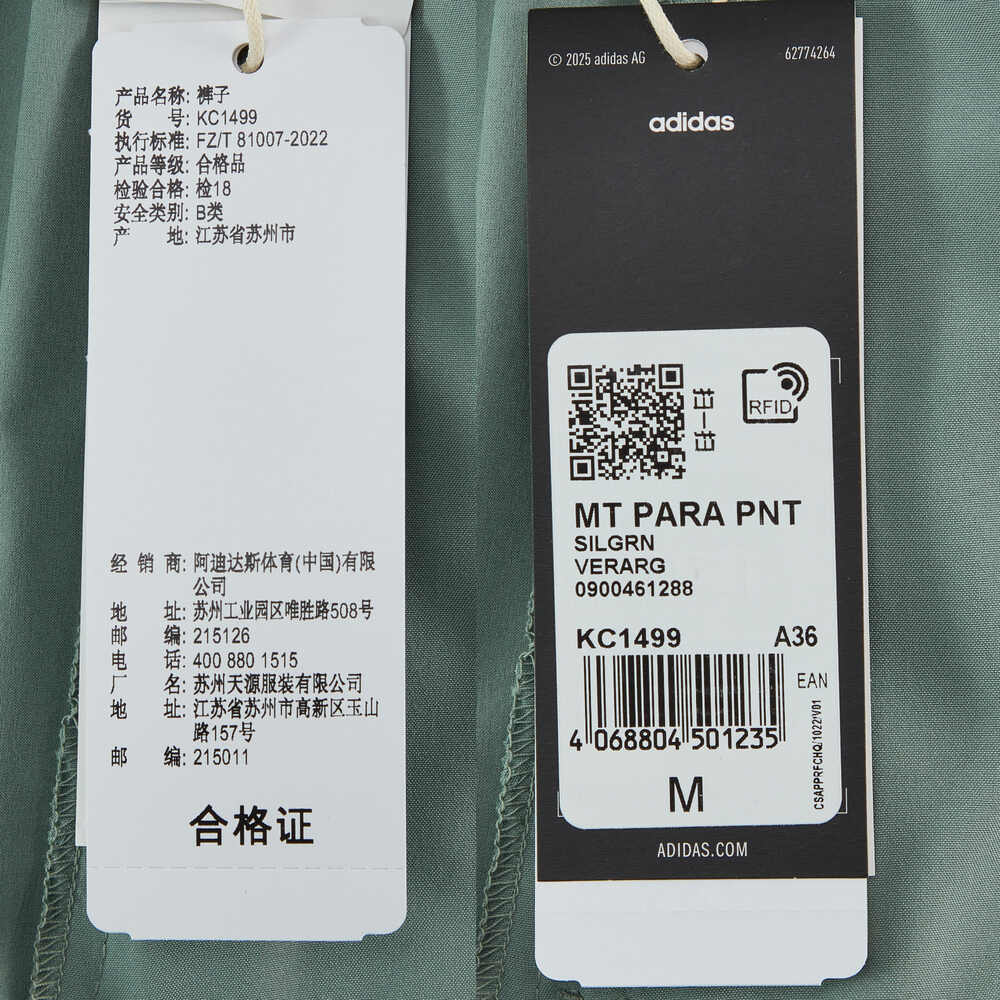 产品名称: 裤子
货 号: KC1499
执行标准: FZ/T 81007-2022
产品等级: 合格品
检验合格: 检18
安全类别: B类
产 地: 江苏省苏州市
经 销 商: 阿迪达斯体育(中国)有限
公司
地 址: 苏州工业园区唯胜路508号
邮 编: 215126
电 话: 400 880 1515
厂 名: 苏州天源服装有限公司
地 址: 江苏省苏州市高新区玉山
路157号
邮 编: 215011
合格证
© 2025 adidas AG
62774264
adidas
扫一扫
RFID
MT PARA PNT
SILGRN
VERARG
0900461288
KC1499 A36
EAN
4 068804 501235
CSAPPRFCHQ/1022/V01
M
ADIDAS.COM